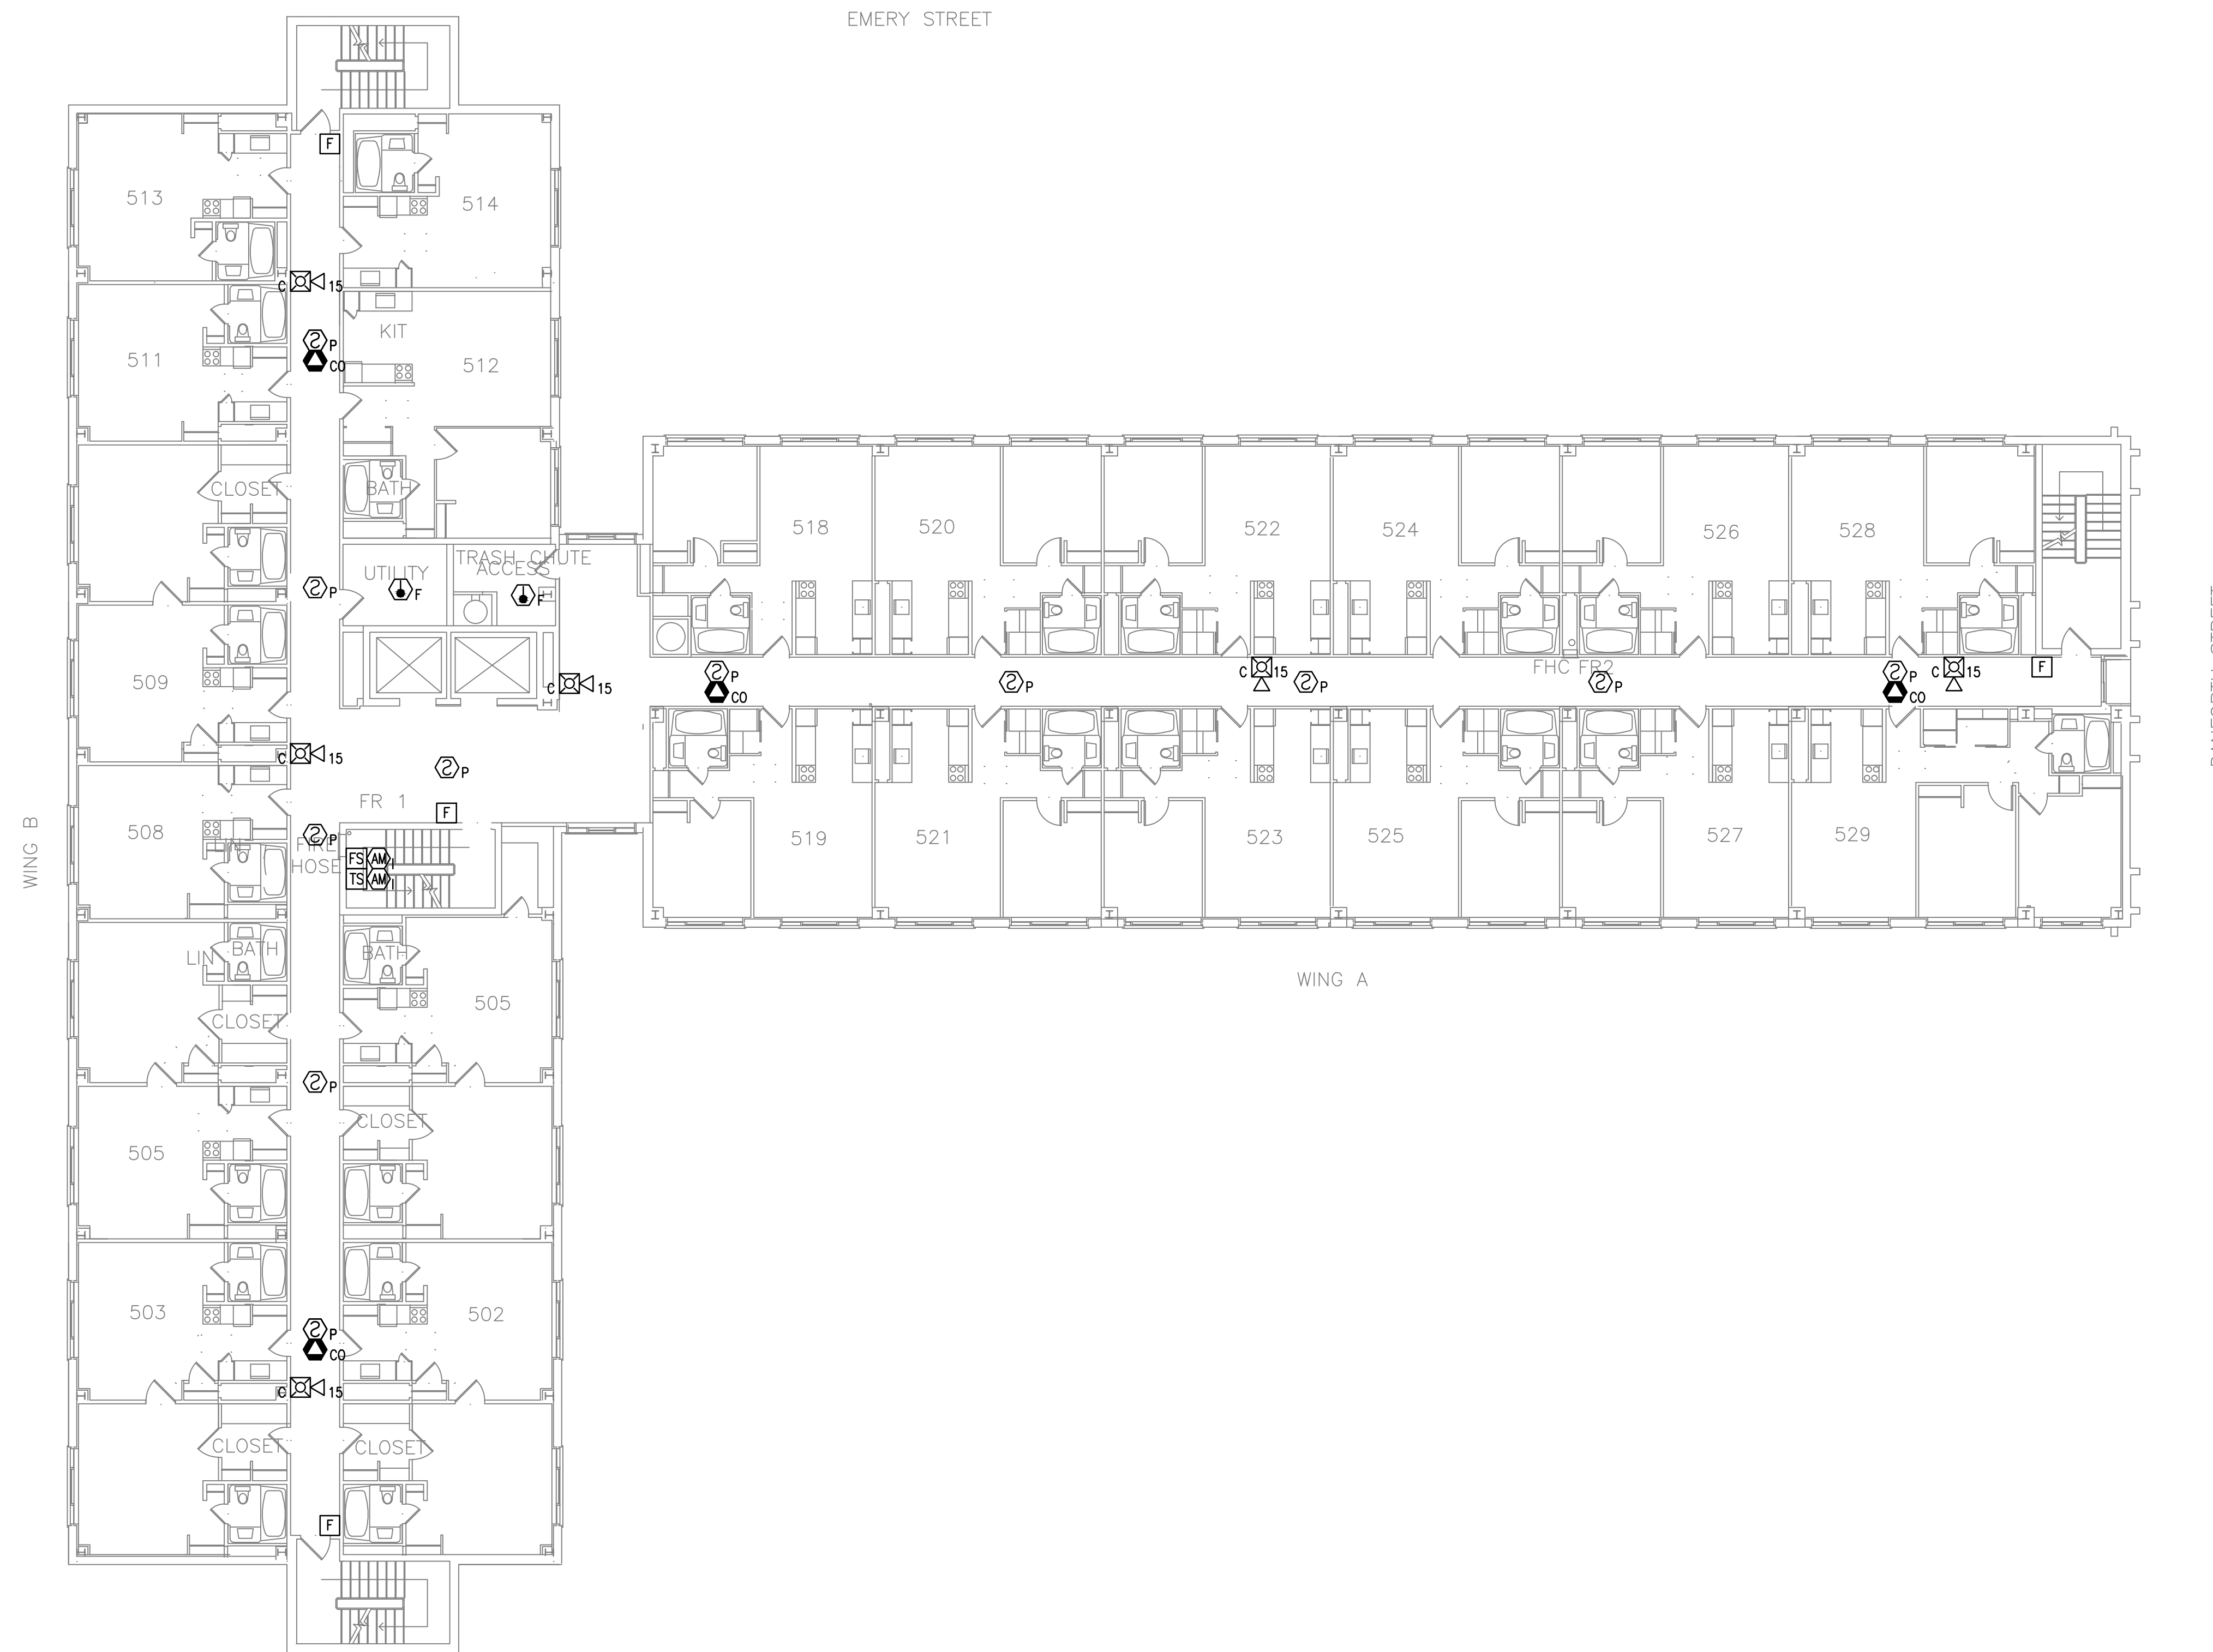 EMERY STREET
F
513
514
C 15
KIT
P
CO
511
512
CLOSET
BATH
TRASH CHUTE
ACCESS
UTILITY
P
F
F
518
520
522
524
526
528
509
C 15
P
CO
P
C 15
P
FHC FR2
P
P
CO
C 15
F
C 15
P
FR 1
F
WING B
508
P
FIRE
HOSE
FS AM I
TS AM I
519
521
523
525
527
529
LIN
BATH
BATH
WING A
505
CLOSET
P
CLOSET
505
503
502
P
CO
C 15
CLOSET
CLOSET
F